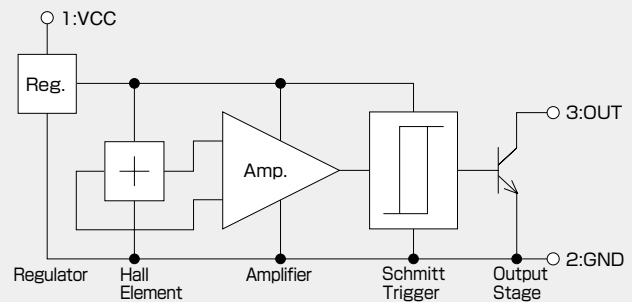 1:VCC
Reg.
3:OUT
Amp.
2:GND
Regulator
Hall
Element
Amplifier
Schmitt
Trigger
Output
Stage